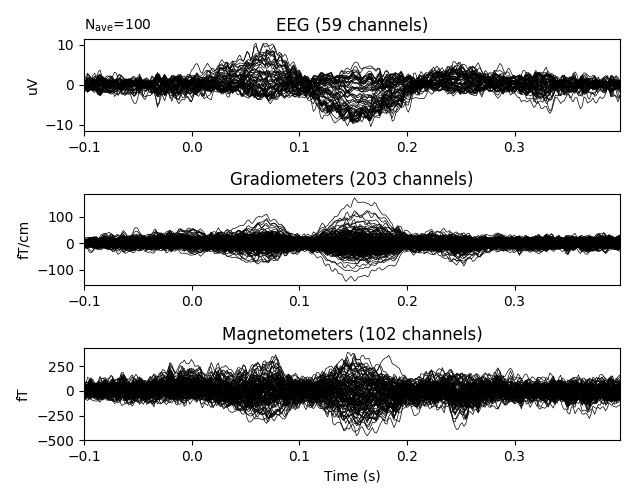 N_ave=100
EEG (59 channels)
10
0
−10
uV
−0.1 0.0 0.1 0.2 0.3
Gradiometers (203 channels)
100
0
−100
fT/cm
−0.1 0.0 0.1 0.2 0.3
Magnetometers (102 channels)
250
0
−250
−500
fT
−0.1 0.0 0.1 0.2 0.3
Time (s)